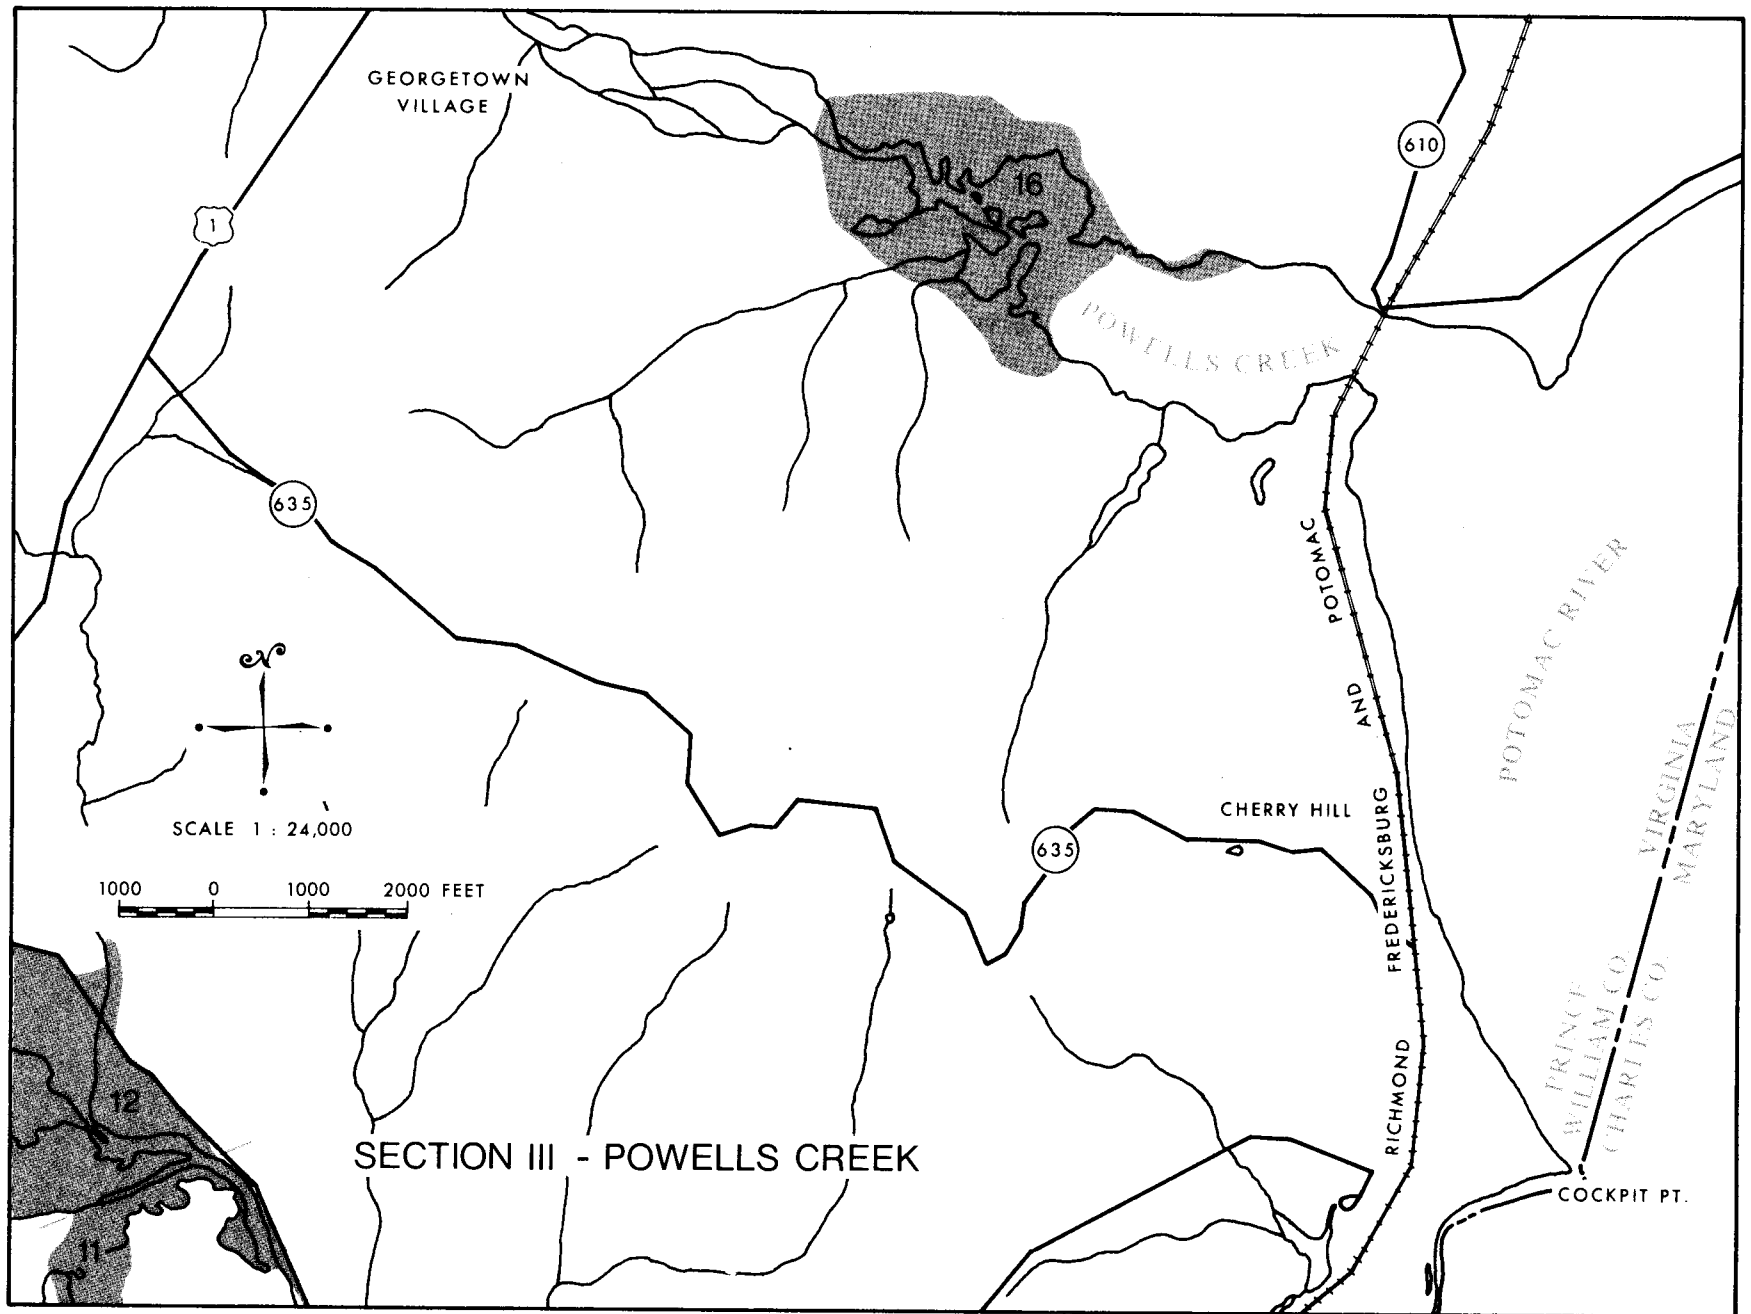 GEORGETOWN
VILLAGE
610
1
16
POWELLS CREEK
635
POTOMAC
AND
FREDERICKSBURG
RICHMOND
POTOMAC RIVER
N
SCALE 1 : 24,000
1000 0 1000 2000 FEET
635
CHERRY HILL
VIRGINIA
MARYLAND
PRINCE
WILLIAM CO.
CHARLES CO.
12
11
SECTION III - POWELLS CREEK
COCKPIT PT.